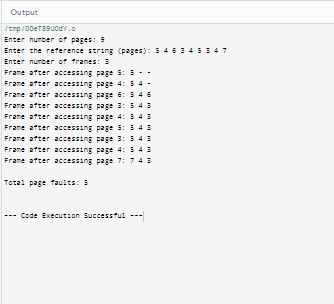 Output
/tmp/OOeT89UOdY.o
Enter number of pages: 9
Enter the reference string (pages): 5 4 6 3 4 5 3 4 7
Enter number of frames: 3
Frame after accessing page 5: 5 - -
Frame after accessing page 4: 5 4 -
Frame after accessing page 6: 5 4 6
Frame after accessing page 3: 5 4 3
Frame after accessing page 4: 5 4 3
Frame after accessing page 5: 5 4 3
Frame after accessing page 3: 5 4 3
Frame after accessing page 4: 5 4 3
Frame after accessing page 7: 7 4 3
Total page faults: 5
--- Code Execution Successful ---